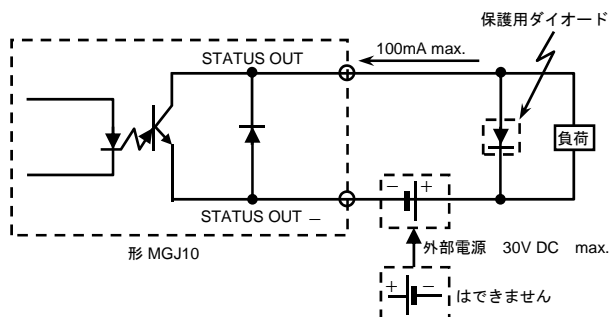 保護用ダイオード
STATUS OUT
100mA max.
負荷
STATUS OUT －
－ ＋
形 MGJ10
外部電源 30V DC max.
＋ － はできません